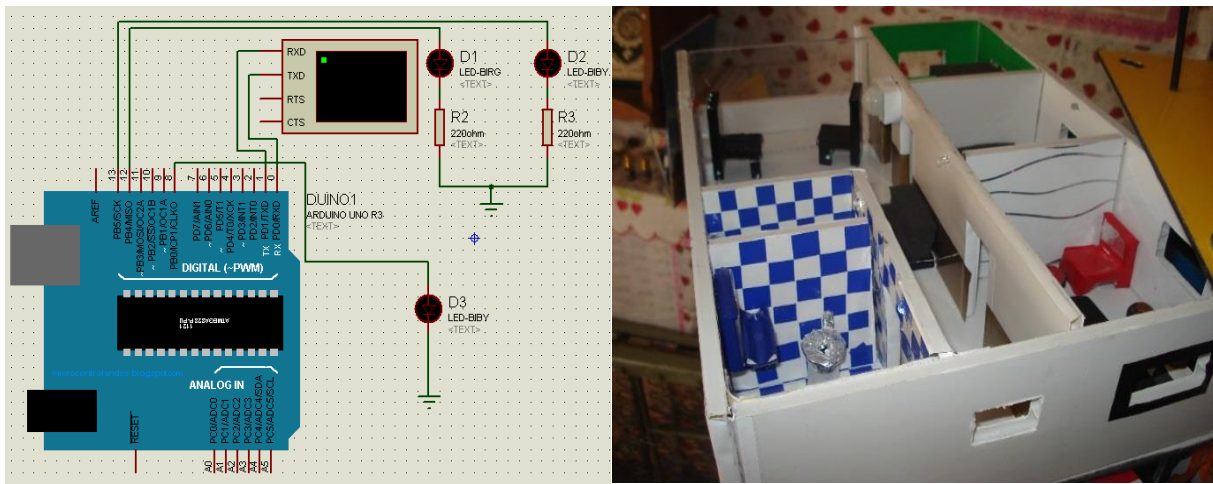 RXD
TXD
RTS
CTS
D1
LED-BIRG
<TEXT>
D2
LED-BIBY
<TEXT>
R2
220ohm
<TEXT>
R3
220ohm
<TEXT>
13
12
11
10
9
8
7
6
5
4
3
2
1
0
AREF
PB5/SCK
PB4/MISO
~PB3/MOSI/OC2A
~PB2/SS/OC1B
~PB1/OC1A
PB0/ICP1/CLKO
PD7/AIN1
~PD6/AIN0
~PD5/T1
PD4/T0/XCK
~PD3/INT1
PD2/INT0
PD1/TXD
PD0/RXD
TX
RX
DUINO1
ARDUINO UNO R3
<TEXT>
DIGITAL (~PWM)
1121
D3
LED-BIBY
<TEXT>
ANALOG IN
RESET
PC0/ADC0
PC1/ADC1
PC2/ADC2
PC3/ADC3
PC4/ADC4/SDA
PC5/ADC5/SCL
A0
A1
A2
A3
A4
A5